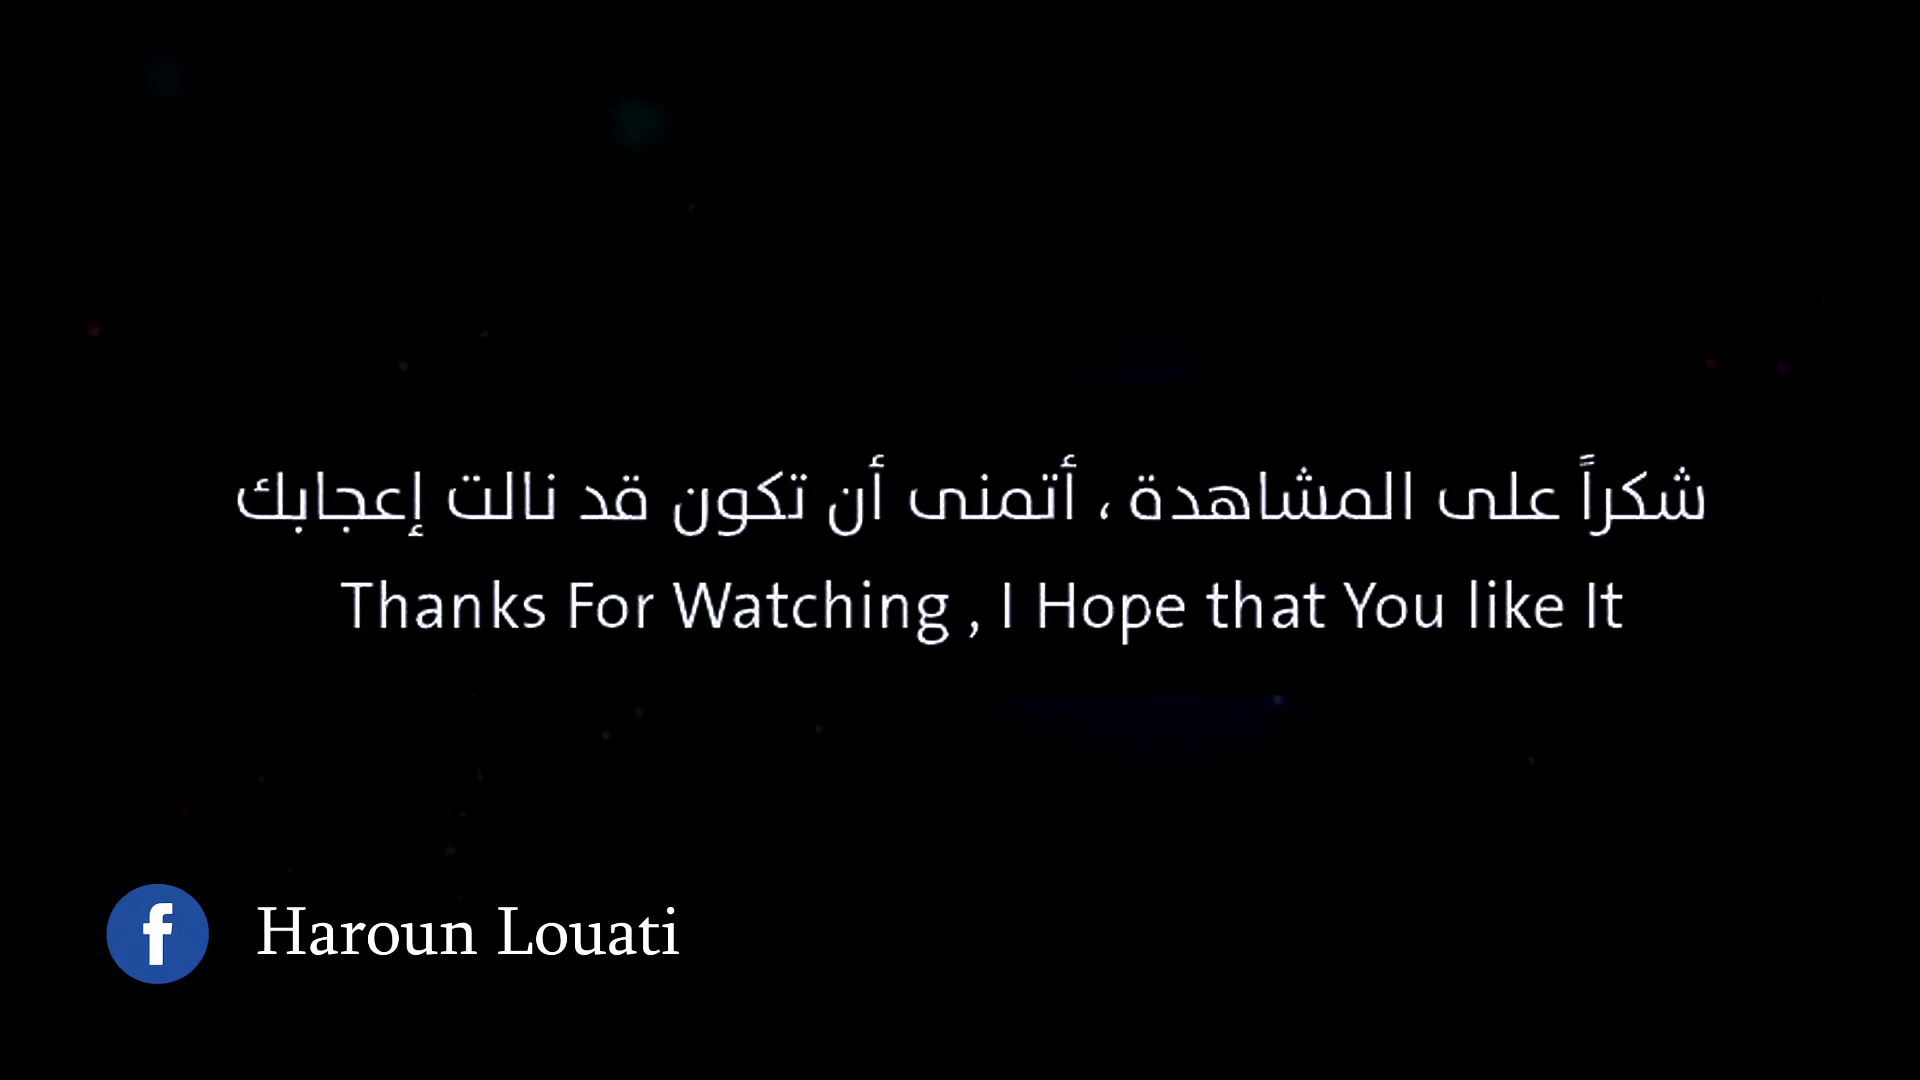 شكراً على المشاهدة ، أتمنى أن تكون قد نالت إعجابك
Thanks For Watching , I Hope that You like It
f Haroun Louati